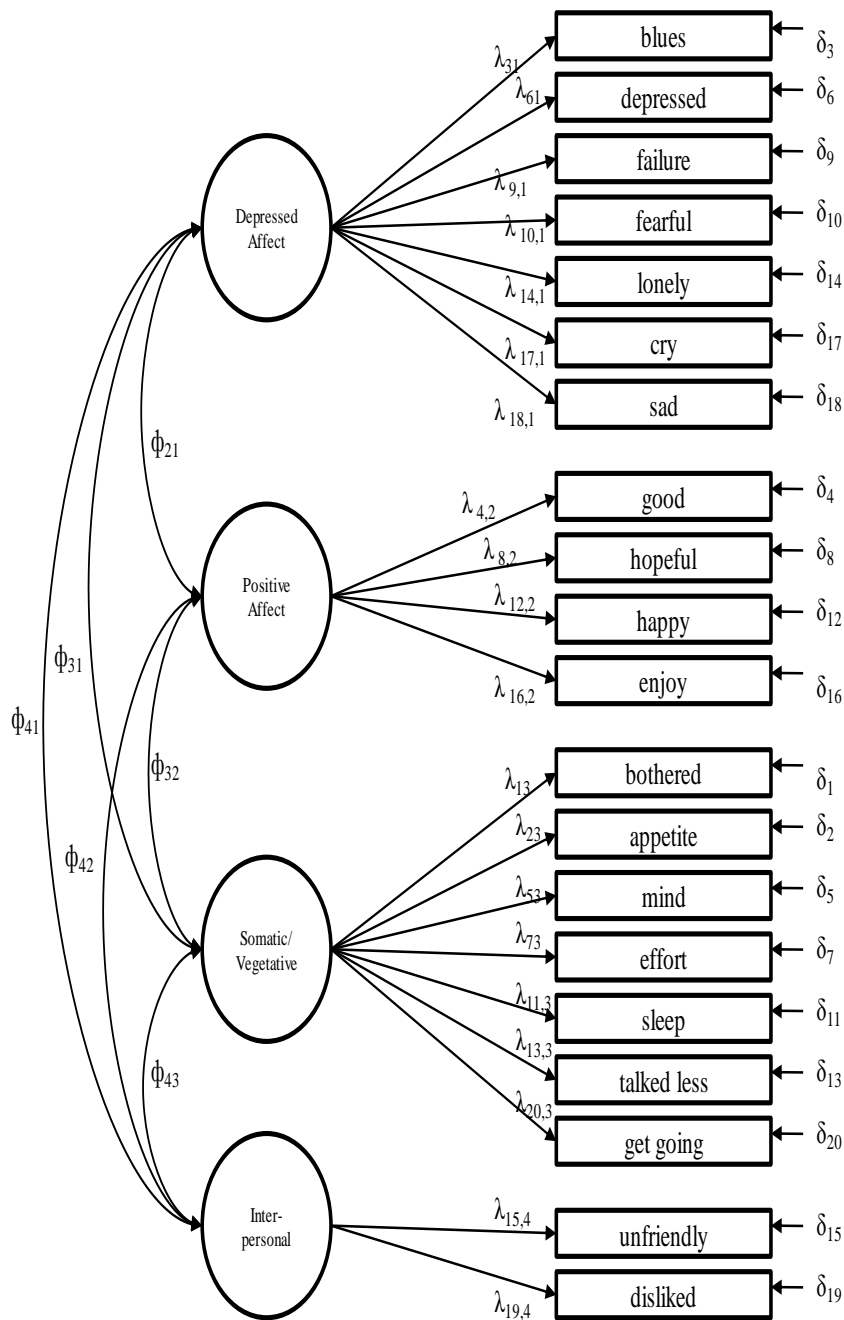 blues
λ31
δ3
λ61
depressed
δ6
failure
δ9
λ9,1
Depressed
Affect
fearful
δ10
λ10,1
lonely
δ14
λ14,1
cry
δ17
λ17,1
sad
δ18
λ18,1
ϕ21
good
δ4
λ4,2
hopeful
δ8
λ8,2
Positive
Affect
λ12,2
happy
δ12
enjoy
δ16
λ16,2
ϕ31
ϕ41
ϕ32
ϕ42
bothered
δ1
λ13
appetite
δ2
λ23
mind
δ5
λ53
Somatic/
Vegetative
λ73
effort
δ7
λ11,3
sleep
δ11
λ13,3
talked less
δ13
λ20,3
get going
δ20
ϕ43
Inter-
personal
λ15,4
unfriendly
δ15
disliked
δ19
λ19,4